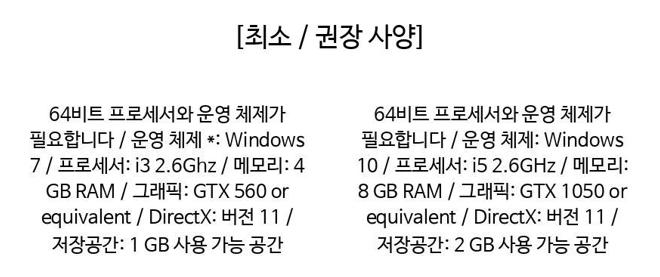 [최소 / 권장 사양]
64비트 프로세서와 운영 체제가
필요합니다 / 운영 체제 *: Windows
7 / 프로세서: i3 2.6Ghz / 메모리: 4
GB RAM / 그래픽: GTX 560 or
equivalent / DirectX: 버전 11 /
저장공간: 1 GB 사용 가능 공간
64비트 프로세서와 운영 체제가
필요합니다 / 운영 체제: Windows
10 / 프로세서: i5 2.6GHz / 메모리:
8 GB RAM / 그래픽: GTX 1050 or
equivalent / DirectX: 버전 11 /
저장공간: 2 GB 사용 가능 공간